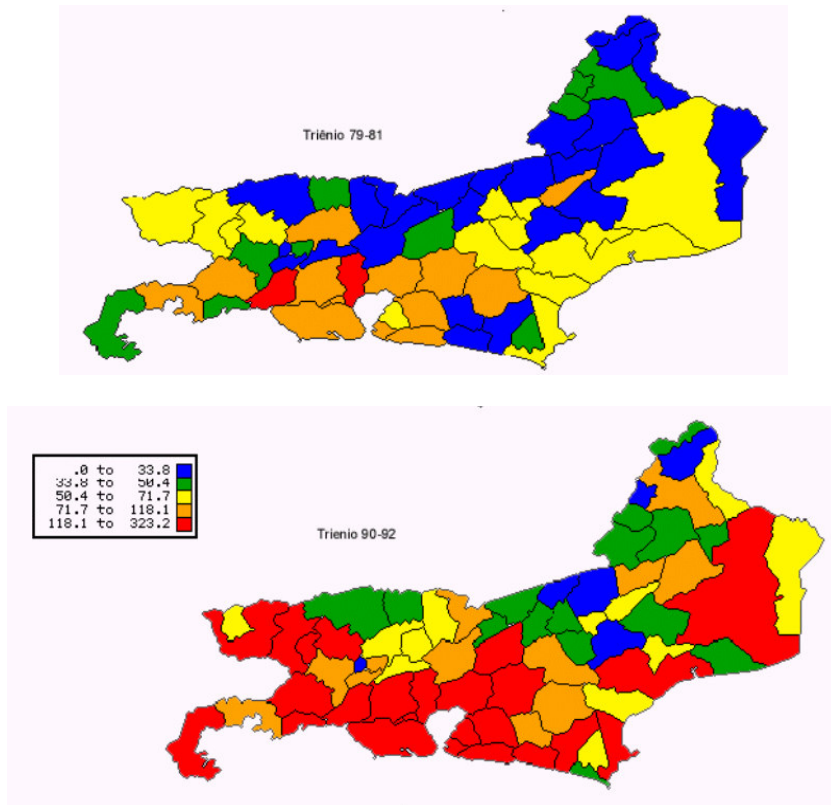 Triênio 79-81
.0 to 33.8
33.8 to 50.4
50.4 to 71.7
71.7 to 118.1
118.1 to 323.2
Trienio 90-92